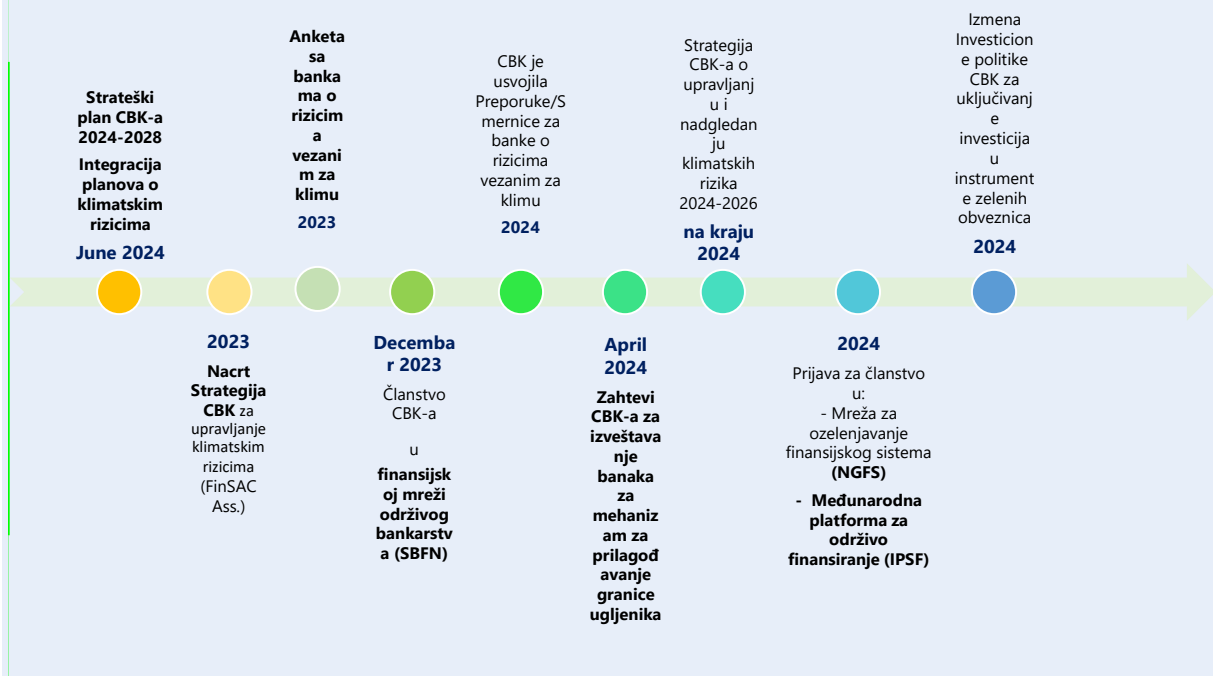 Strateški
plan CBK-a
2024-2028
Integracija
planova o
klimatskim
rizicima
June 2024
2023
Nacrt
Strategija
CBK za
upravljanje
klimatskim
rizicima
(FinSAC
Ass.)
Anketa
sa
banka
ma o
rizicim
a
vezani
m za
klimu
2023
Decemba
r 2023
Članstvo
CBK-a
u
finansijsk
oj mreži
održivog
bankarstv
a (SBFN)
CBK je
usvojila
Preporuke/S
mernice za
banke o
rizicima
vezanim za
klimu
2024
April
2024
Zahtevi
CBK-a za
izveštava
nje
banaka
za
mehaniz
am za
prilagođ
avanje
granice
ugljenika
Strategija
CBK-a o
upravljanj
u i
nadgledan
ju
klimatskih
rizika
2024-2026
na kraju
2024
2024
Prijava za članstvo
u:
- Mreža za
ozelenjavanje
finansijskog sistema
(NGFS)
- Međunarodna
platforma za
održivo
finansiranje (IPSF)
Izmena
Investicion
e politike
CBK za
uključivanj
e
investicija
u
instrument
e zelenih
obveznica
2024